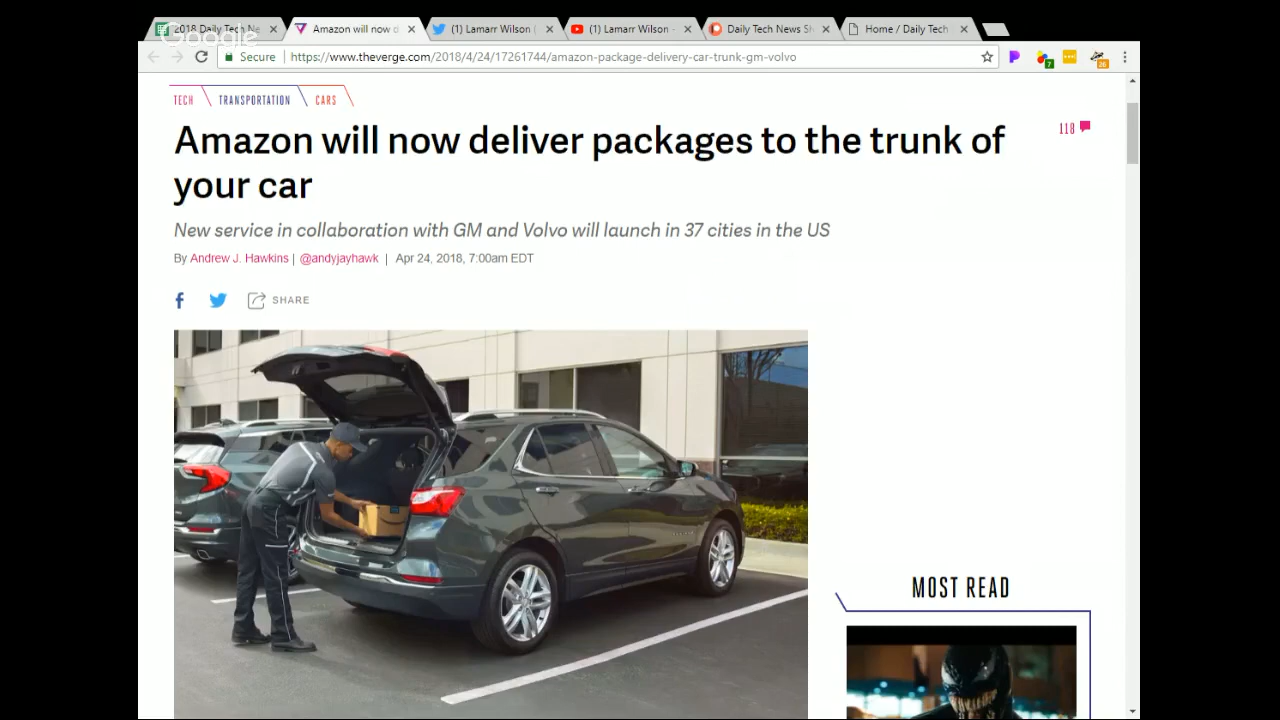 2018 Daily Tech Ne
Amazon will now d
(1) Lamarr Wilson (
(1) Lamarr Wilson -
Daily Tech News Sh
Home / Daily Tech
Google
Secure
https://www.theverge.com/2018/4/24/17261744/amazon-package-delivery-car-trunk-gm-volvo
7
26
TECH
TRANSPORTATION
CARS
Amazon will now deliver packages to the trunk of
your car
118
New service in collaboration with GM and Volvo will launch in 37 cities in the US
By Andrew J. Hawkins | @andyjayhawk | Apr 24, 2018, 7:00am EDT
SHARE
MOST READ